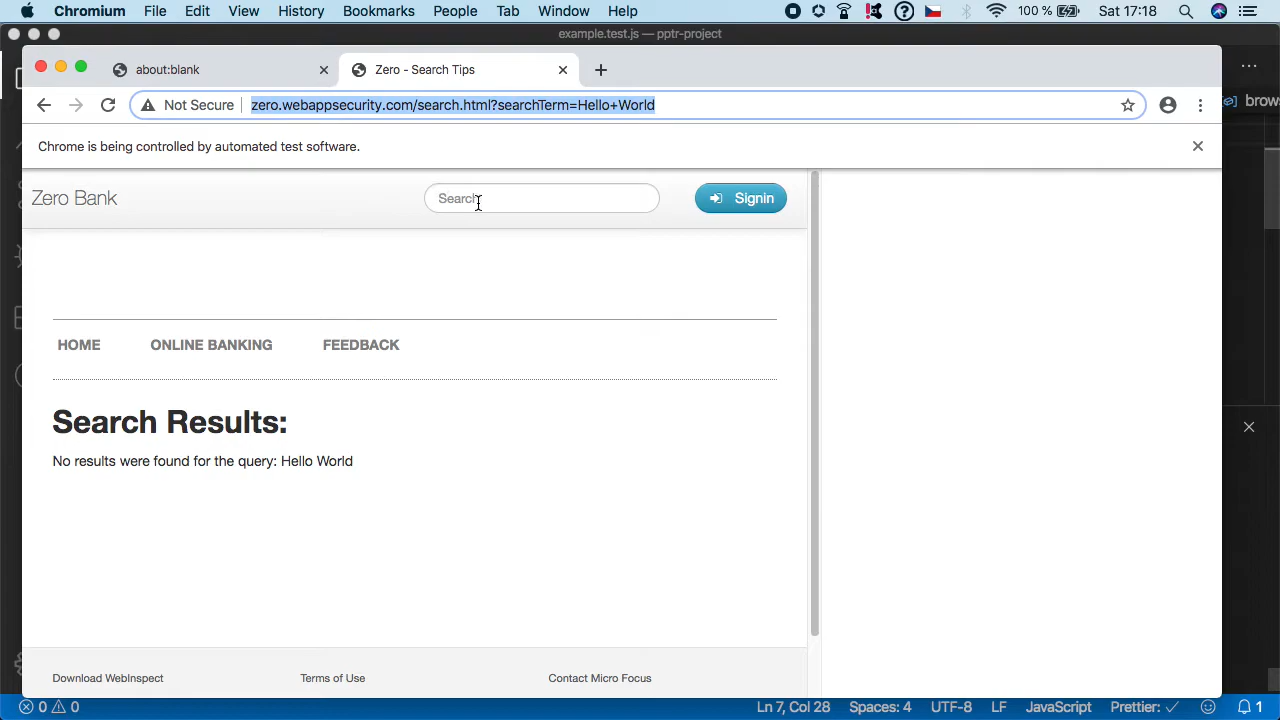 Chromium File Edit View History Bookmarks People Tab Window Help 100 % Sat 17:18
example.test.js — pptr-project
about:blank Zero - Search Tips
Not Secure zero.webappsecurity.com/search.html?searchTerm=Hello+World
brows
Chrome is being controlled by automated test software.
Zero Bank Search Signin
HOME ONLINE BANKING FEEDBACK
Search Results:
No results were found for the query: Hello World
Download WebInspect Terms of Use Contact Micro Focus
0 0 Ln 7, Col 28 Spaces: 4 UTF-8 LF JavaScript Prettier: ✓ 1